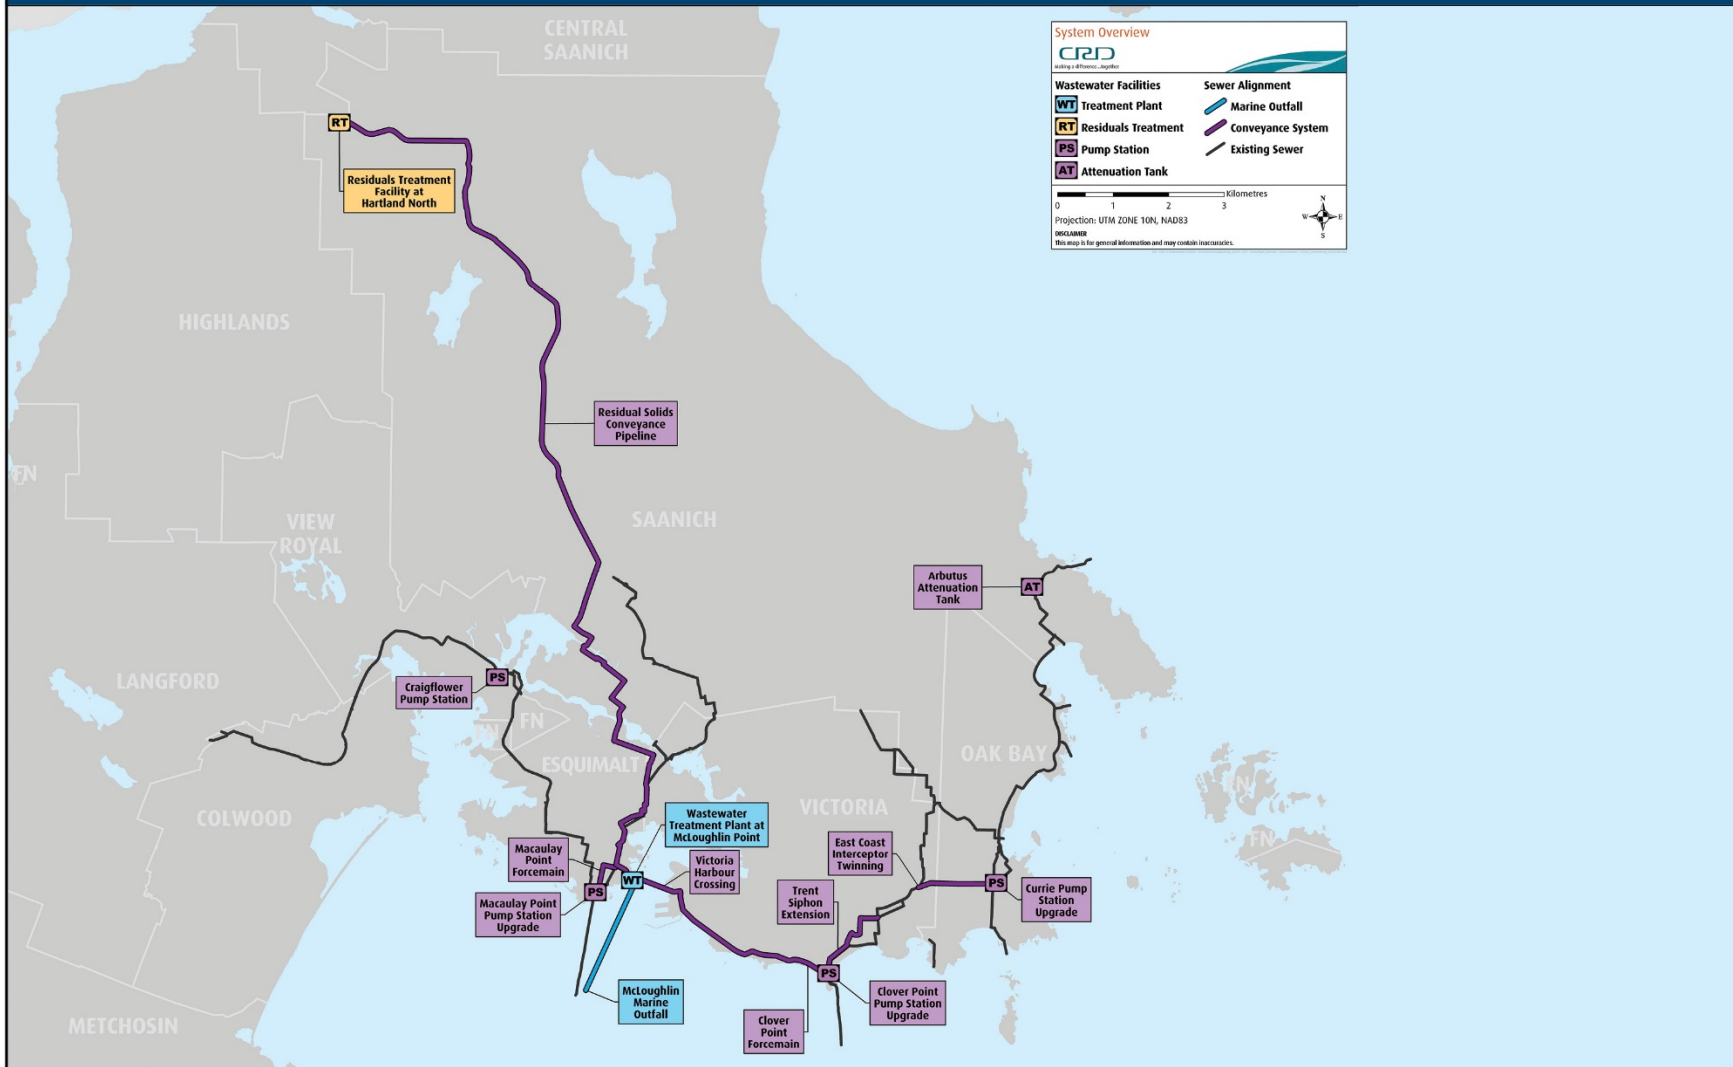 CENTRAL
SAANICH
System Overview
CRD
Making a difference...together
Wastewater Facilities
WT Treatment Plant
RT Residuals Treatment
PS Pump Station
AT Attenuation Tank
Sewer Alignment
Marine Outfall
Conveyance System
Existing Sewer
Kilometres
0 1 2 3
Projection: UTM ZONE 10N, NAD83
DISCLAIMER
This map is for general information and may contain inaccuracies.
N
W E
S
RT
Residuals Treatment
Facility at
Hartland North
HIGHLANDS
Residual Solids
Conveyance
Pipeline
FN
VIEW
ROYAL
SAANICH
Arbutus
Attenuation
Tank
AT
LANGFORD
PS
Craigflower
Pump Station
FN
FN
ESQUIMALT
OAK BAY
FN
COLWOOD
VICTORIA
Wastewater
Treatment Plant at
McLoughlin Point
Macaulay
Point
Forcemain
Victoria
Harbour
Crossing
East Coast
Interceptor
Twinning
FN
WT
PS
PS
Trent
Siphon
Extension
Currie Pump
Station
Upgrade
Macaulay Point
Pump Station
Upgrade
PS
McLoughlin
Marine
Outfall
Clover Point
Pump Station
Upgrade
Clover
Point
Forcemain
METCHOSIN